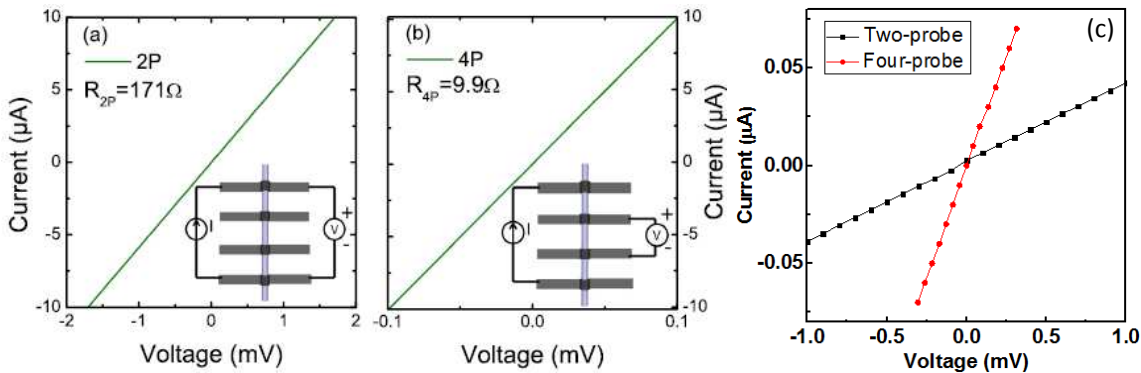 (a)
2P
R2P=171Ω
I
V
+
-
10
5
0
-5
-10
-2
-1
0
1
2
Current (µA)
Voltage (mV)
(b)
4P
R4P=9.9Ω
I
V
+
-
10
5
0
-5
-10
-0.1
0.0
0.1
Current (µA)
Voltage (mV)
(c)
Two-probe
Four-probe
0.05
0.00
-0.05
-1.0
-0.5
0.0
0.5
1.0
Current (µA)
Voltage (mV)